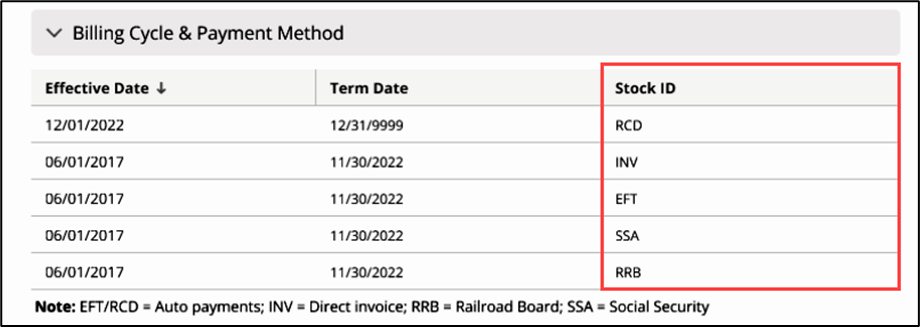 Billing Cycle & Payment Method
Effective Date ↓ Term Date Stock ID
12/01/2022 12/31/9999 RCD
06/01/2017 11/30/2022 INV
06/01/2017 11/30/2022 EFT
06/01/2017 11/30/2022 SSA
06/01/2017 11/30/2022 RRB
Note: EFT/RCD = Auto payments; INV = Direct invoice; RRB = Railroad Board; SSA = Social Security